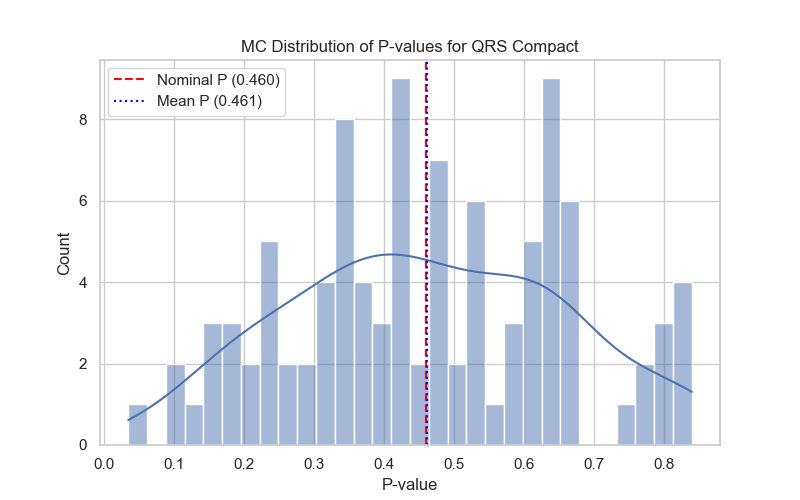 MC Distribution of P-values for QRS Compact
Nominal P (0.460)
Mean P (0.461)
Count
8
6
4
2
0
0.0 0.1 0.2 0.3 0.4 0.5 0.6 0.7 0.8
P-value